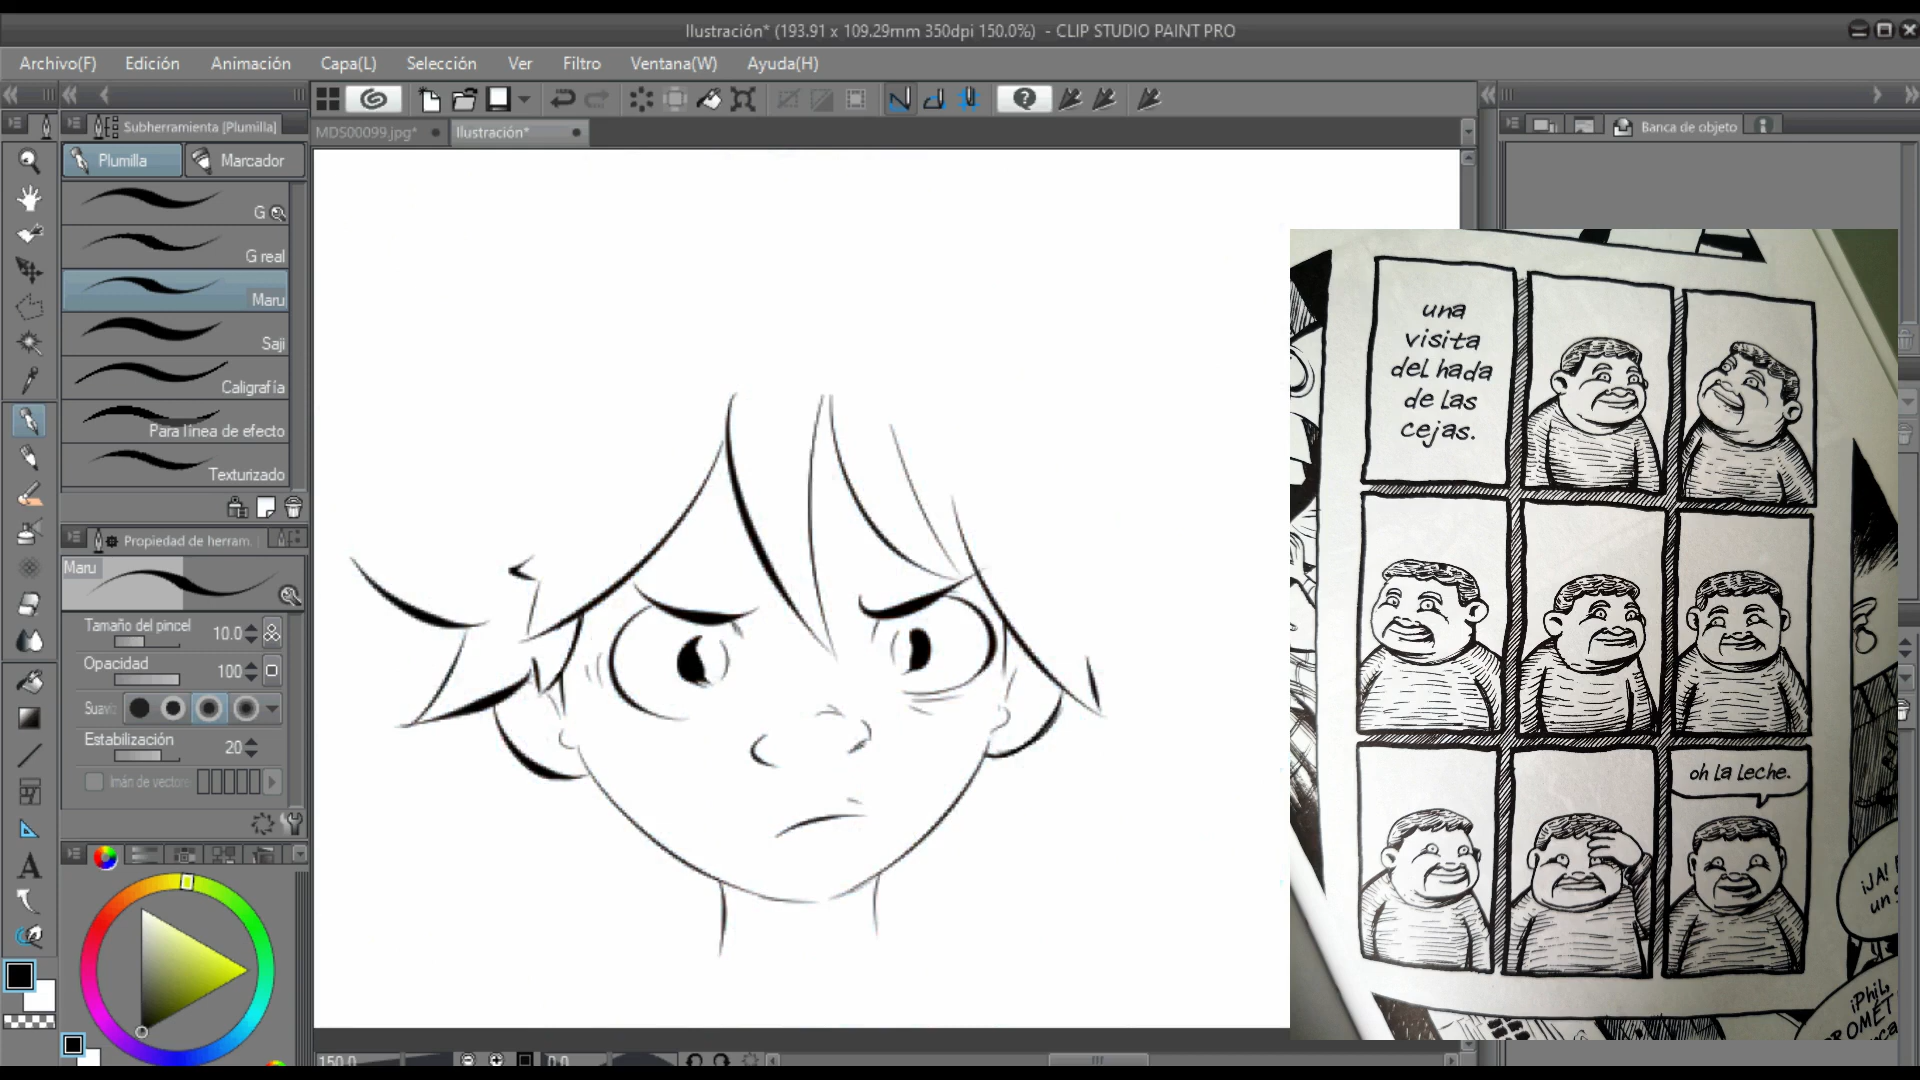 Ilustración* (193.91 x 109.29mm 350dpi 150.0%) - CLIP STUDIO PAINT PRO
Archivo(F) Edición Animación Capa(L) Selección Ver Filtro Ventana(W) Ayuda(H)
Subherramienta [Plumilla]
MDS00099.jpg* Ilustración*
Banca de objeto
Plumilla Marcador
G
G real
Maru
Saji
Caligrafía
Para línea de efecto
Texturizado
Propiedad de herram.
Maru
Tamaño del pincel 10.0
Opacidad 100
Estabilización 20
Imán de vectore
150.0 0.0
una
visita
del hada
de las
cejas.
oh la leche.
¡JA!
un
¡Phil,